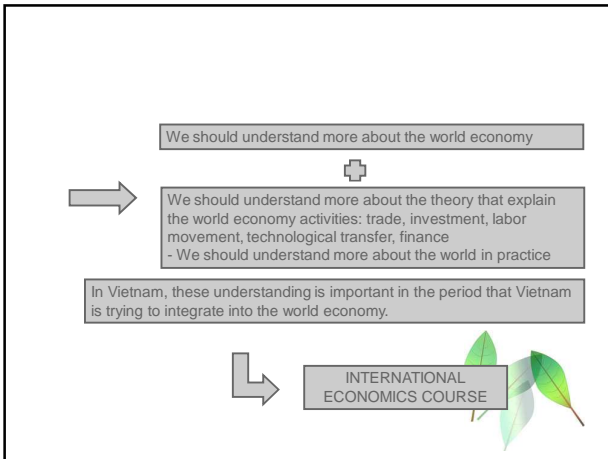 We should understand more about the world economy
We should understand more about the theory that explain
the world economy activities: trade, investment, labor
movement, technological transfer, finance
- We should understand more about the world in practice
In Vietnam, these understanding is important in the period that Vietnam
is trying to integrate into the world economy.
INTERNATIONAL
ECONOMICS COURSE